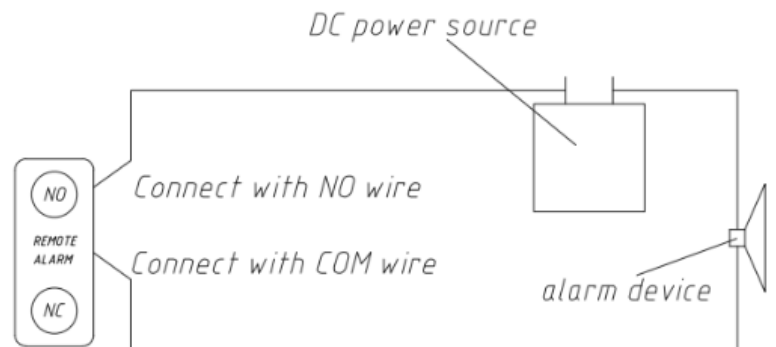 DC power source
NO
Connect with NO wire
REMOTE
ALARM
Connect with COM wire
alarm device
NC